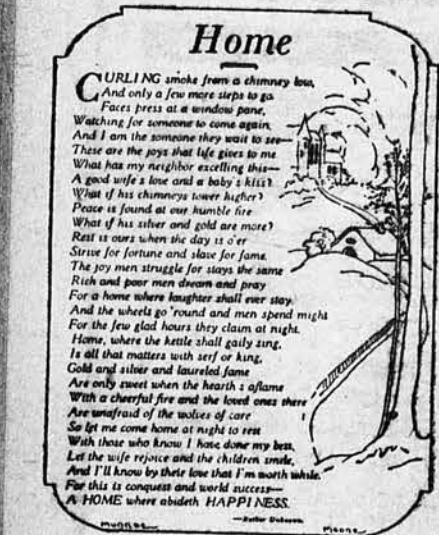 Home
CURLING smoke from a chimney low,
And only a few more steps to go
Faces press at a window pane,
Watching for someone to come again,
And I am the someone they wait to see—
These are the joys that life gives to me
What has my neighbor excelling this—
A good wife's love and a baby's kiss?
What if his chimneys tower higher?
Peace is found at our humble fire
What if his silver and gold are more?
Rest is ours when the day is o'er
Strive for fortune and slave for fame,
The joy men struggle for stays the same
Rich and poor men dream and pray
For a home where laughter shall ever stay
And the wheels go 'round and men spend might
For the few glad hours they claim at night.
Home, where the kettle shall gaily sing,
Is all that matters with serf or king,
Gold and silver and laureled fame
Are only sweet when the hearth s aflame
With a cheerful fire and the loved ones there
Are unafraid of the wolves of care
So let me come home at night to rest
With those who know I have done my best,
Let the wife rejoice and the children smile,
And I'll know by their love that I'm worth while.
For this is conquest and world success—
A HOME where abideth HAPPINESS.